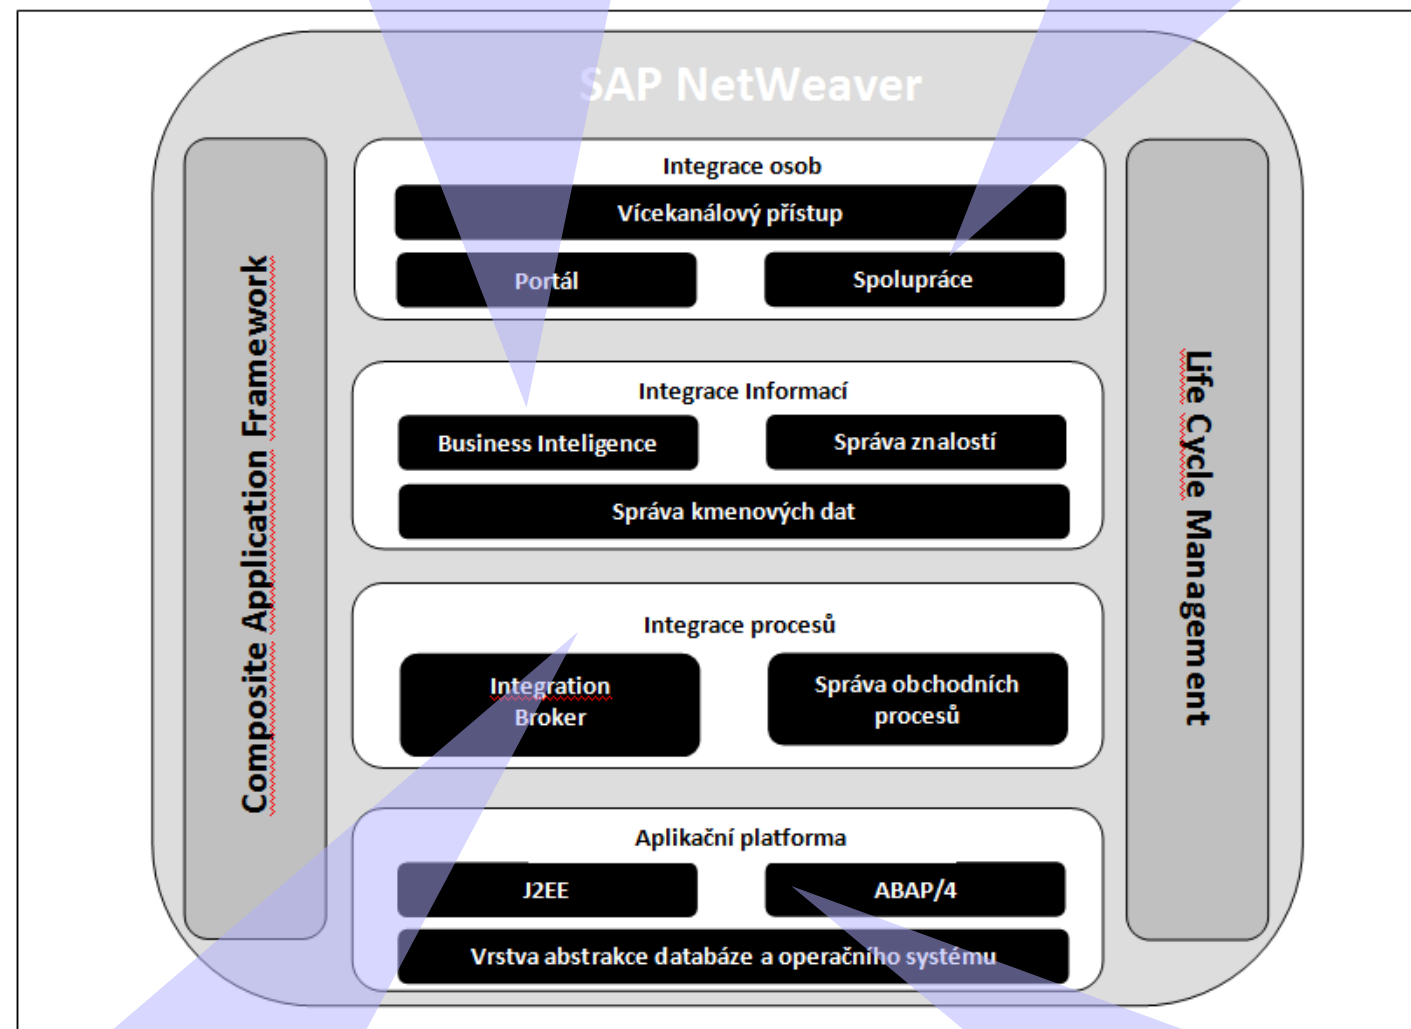 SAP NetWeaver
Composite Application Framework
Integrace osob
Vícekanálový přístup
Portál
Spolupráce
Integrace Informací
Business Inteligence
Správa znalostí
Správa kmenových dat
Integrace procesů
Integration
Broker
Správa obchodních
procesů
Aplikační platforma
J2EE
ABAP/4
Vrstva abstrakce databáze a operačního systému
Life Cycle Management